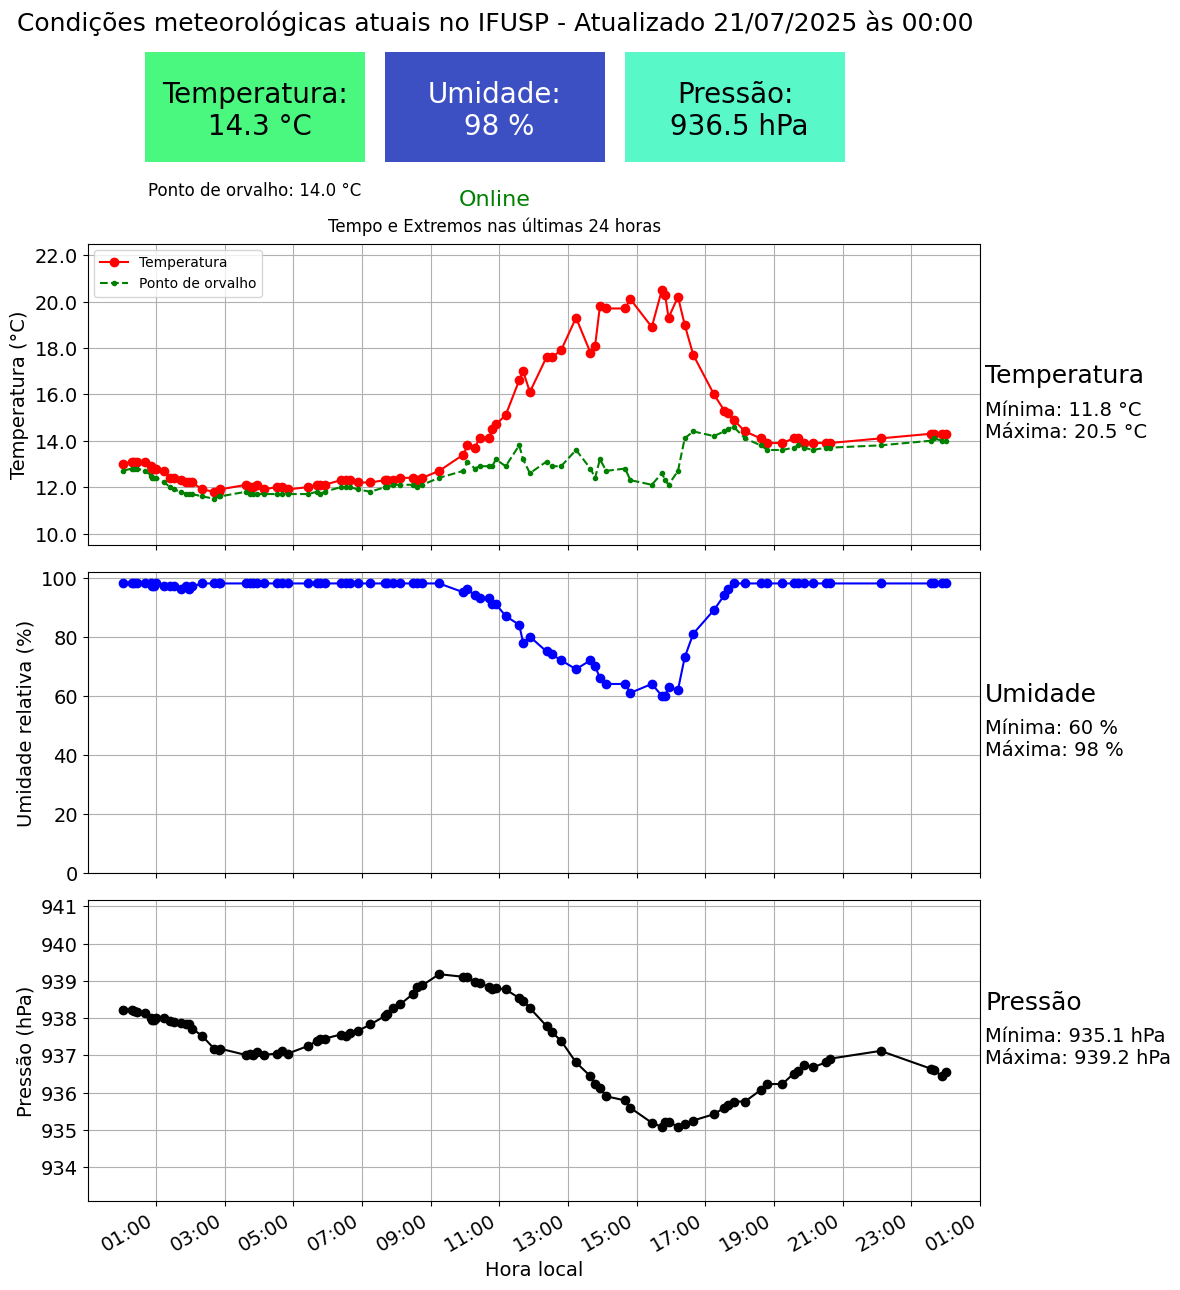 Condições meteorológicas atuais no IFUSP - Atualizado 21/07/2025 às 00:00
Temperatura:
14.3 °C
Umidade:
98 %
Pressão:
936.5 hPa
Ponto de orvalho: 14.0 °C
Online
Tempo e Extremos nas últimas 24 horas
Temperatura (°C)
22.0
20.0
18.0
16.0
14.0
12.0
10.0
Temperatura
Ponto de orvalho
Temperatura
Mínima: 11.8 °C
Máxima: 20.5 °C
Umidade relativa (%)
100
80
60
40
20
0
Umidade
Mínima: 60 %
Máxima: 98 %
Pressão (hPa)
941
940
939
938
937
936
935
934
Pressão
Mínima: 935.1 hPa
Máxima: 939.2 hPa
01:00
03:00
05:00
07:00
09:00
11:00
13:00
15:00
17:00
19:00
21:00
23:00
01:00
Hora local